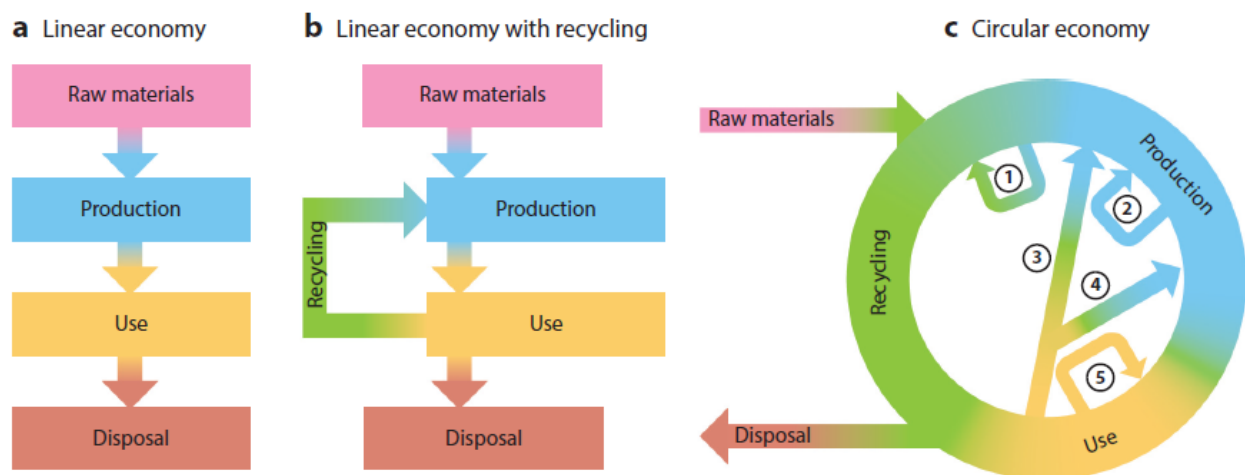 a Linear economy
Raw materials
Production
Use
Disposal
b Linear economy with recycling
Raw materials
Production
Recycling
Use
Disposal
c Circular economy
Raw materials
Production
Recycling
1
2
3
4
5
Use
Disposal